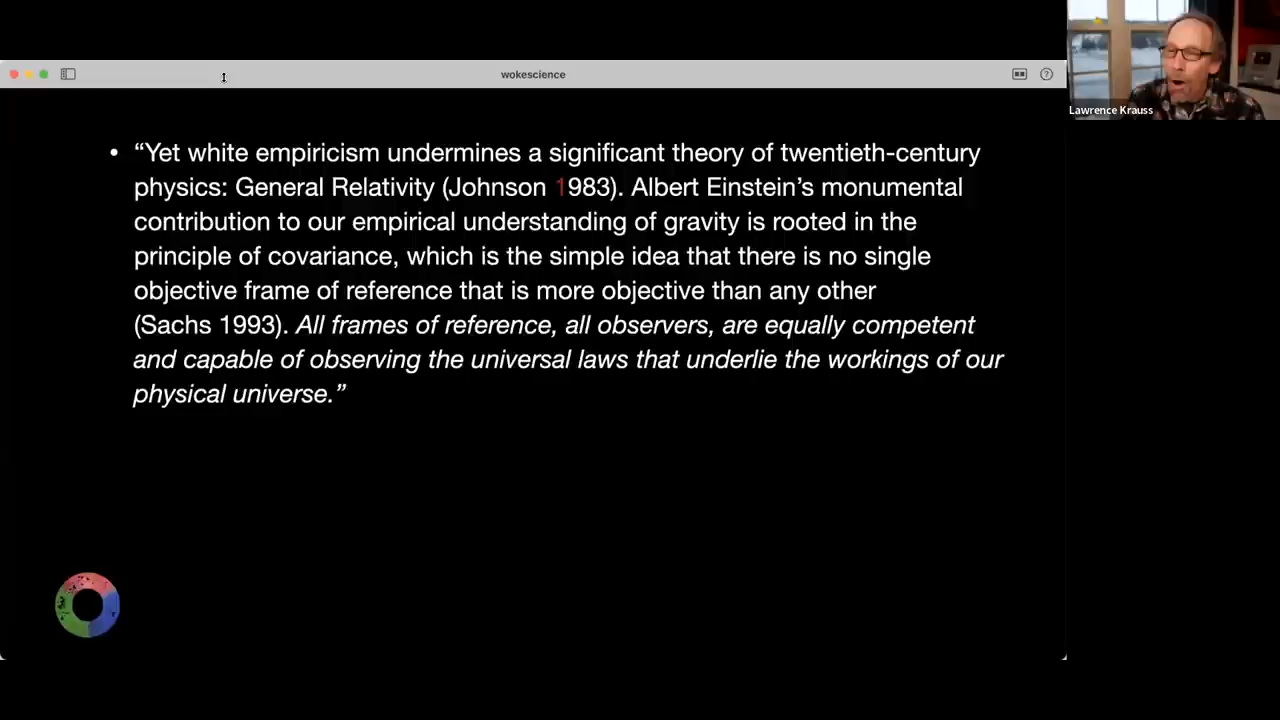 wokescience
Lawrence Krauss
• “Yet white empiricism undermines a significant theory of twentieth-century
physics: General Relativity (Johnson 1983). Albert Einstein’s monumental
contribution to our empirical understanding of gravity is rooted in the
principle of covariance, which is the simple idea that there is no single
objective frame of reference that is more objective than any other
(Sachs 1993). All frames of reference, all observers, are equally competent
and capable of observing the universal laws that underlie the workings of our
physical universe.”